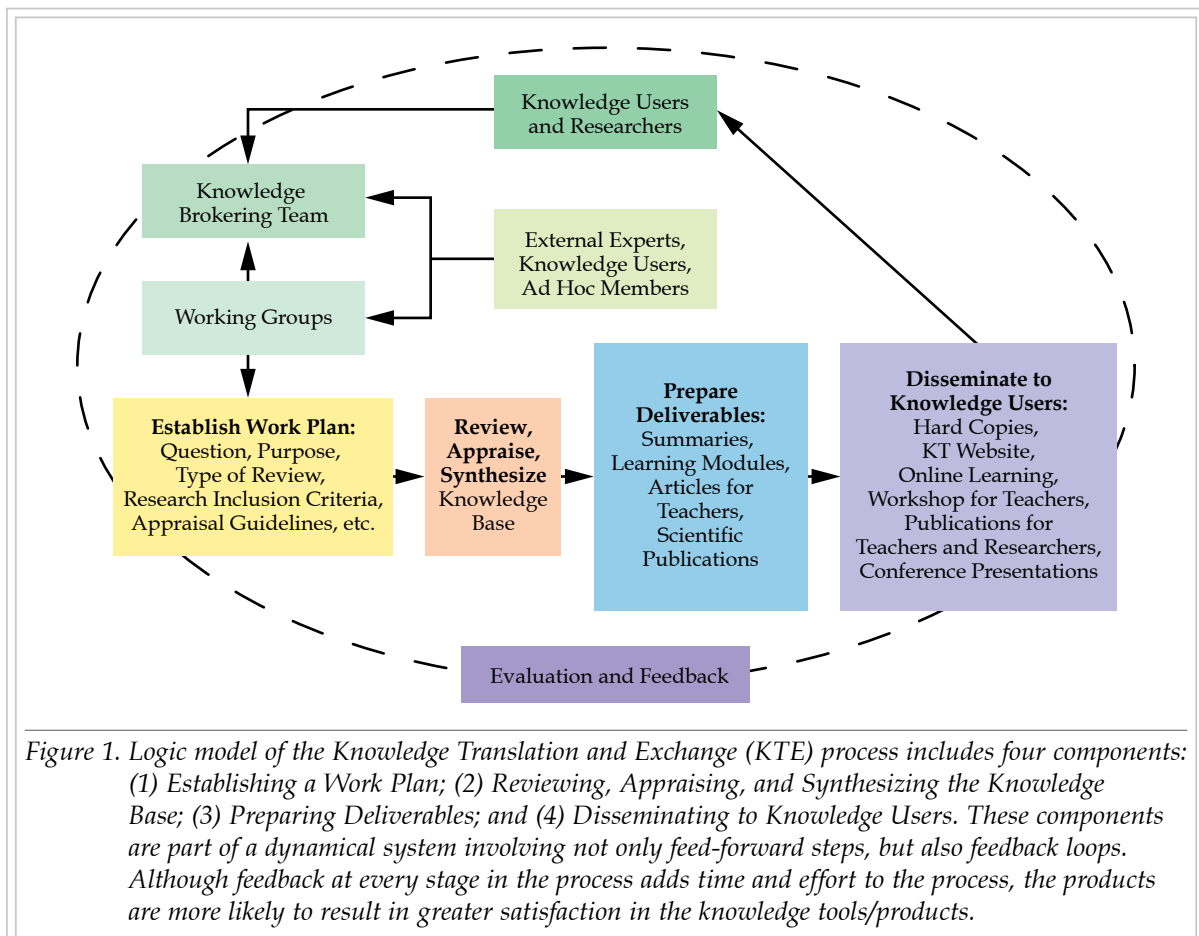 Knowledge Users
and Researchers
Knowledge
Brokering Team
External Experts,
Knowledge Users,
Ad Hoc Members
Working Groups
Establish Work Plan:
Question, Purpose,
Type of Review,
Research Inclusion Criteria,
Appraisal Guidelines, etc.
Review,
Appraise,
Synthesize
Knowledge
Base
Prepare
Deliverables:
Summaries,
Learning Modules,
Articles for
Teachers,
Scientific
Publications
Disseminate to
Knowledge Users:
Hard Copies,
KT Website,
Online Learning,
Workshop for Teachers,
Publications for
Teachers and Researchers,
Conference Presentations
Evaluation and Feedback
Figure 1. Logic model of the Knowledge Translation and Exchange (KTE) process includes four components:
(1) Establishing a Work Plan; (2) Reviewing, Appraising, and Synthesizing the Knowledge
Base; (3) Preparing Deliverables; and (4) Disseminating to Knowledge Users. These components
are part of a dynamical system involving not only feed-forward steps, but also feedback loops.
Although feedback at every stage in the process adds time and effort to the process, the products
are more likely to result in greater satisfaction in the knowledge tools/products.